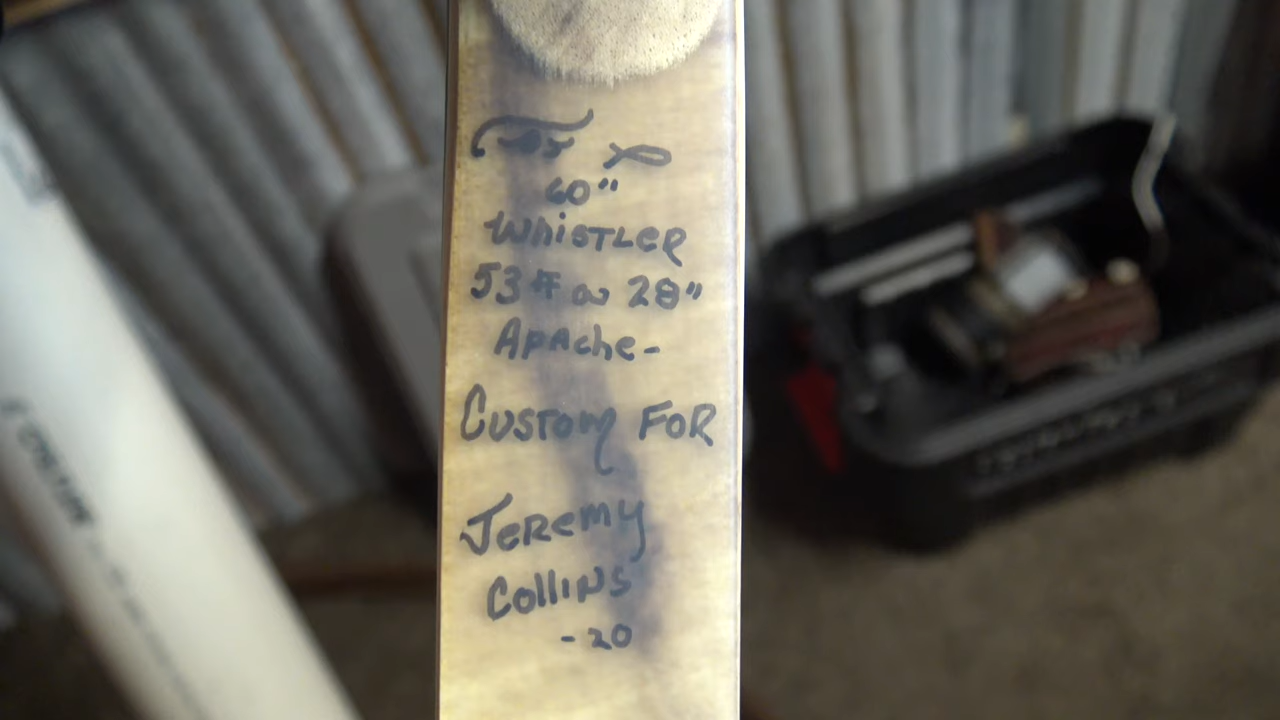 60"
WhiSTLER
53# @ 28"
Apache-
Custom FOR
Jeremy
Collins
-20